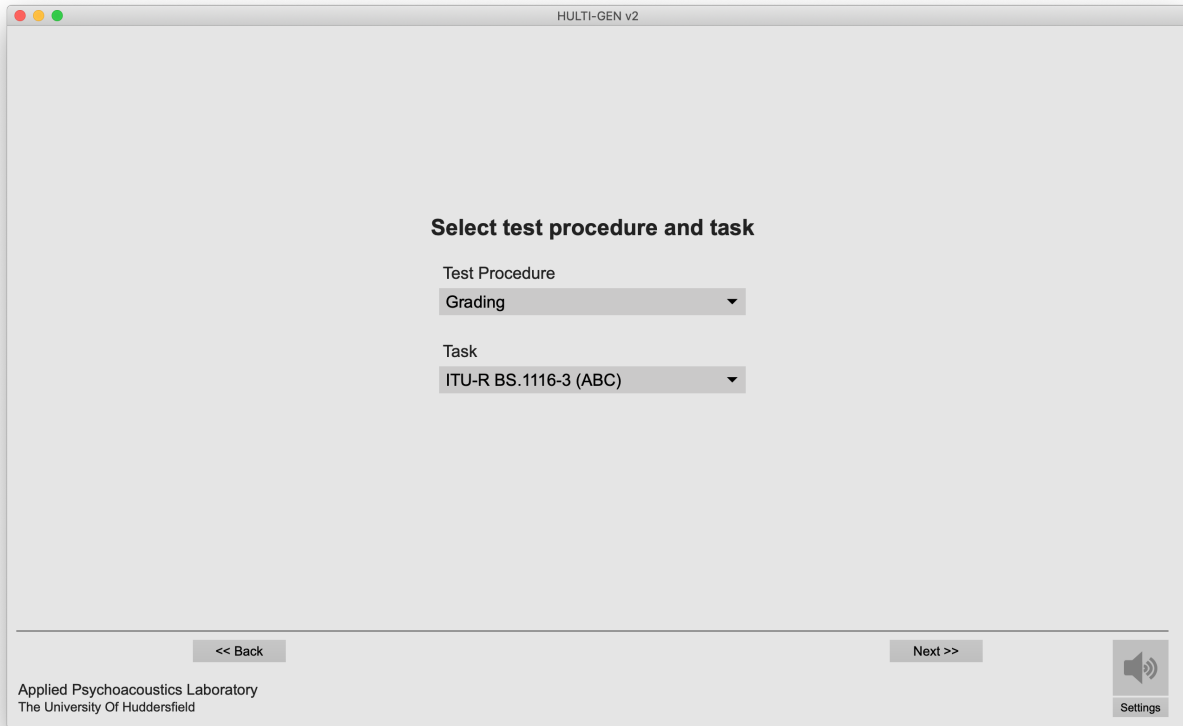 HULTI-GEN v2
Select test procedure and task
Test Procedure
Grading
Task
ITU-R BS.1116-3 (ABC)
<< Back
Next >>
Applied Psychoacoustics Laboratory
The University Of Huddersfield
Settings